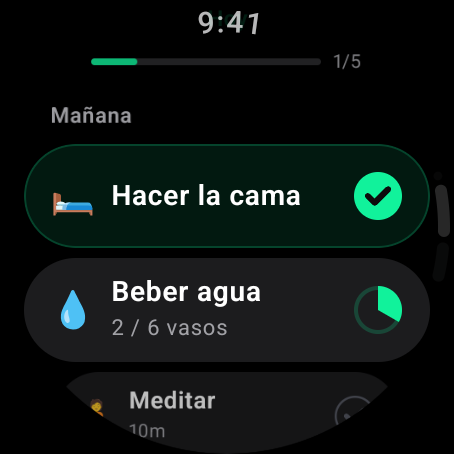 9:41
1/5
Mañana
Hacer la cama
Beber agua
2 / 6 vasos
Meditar
10m